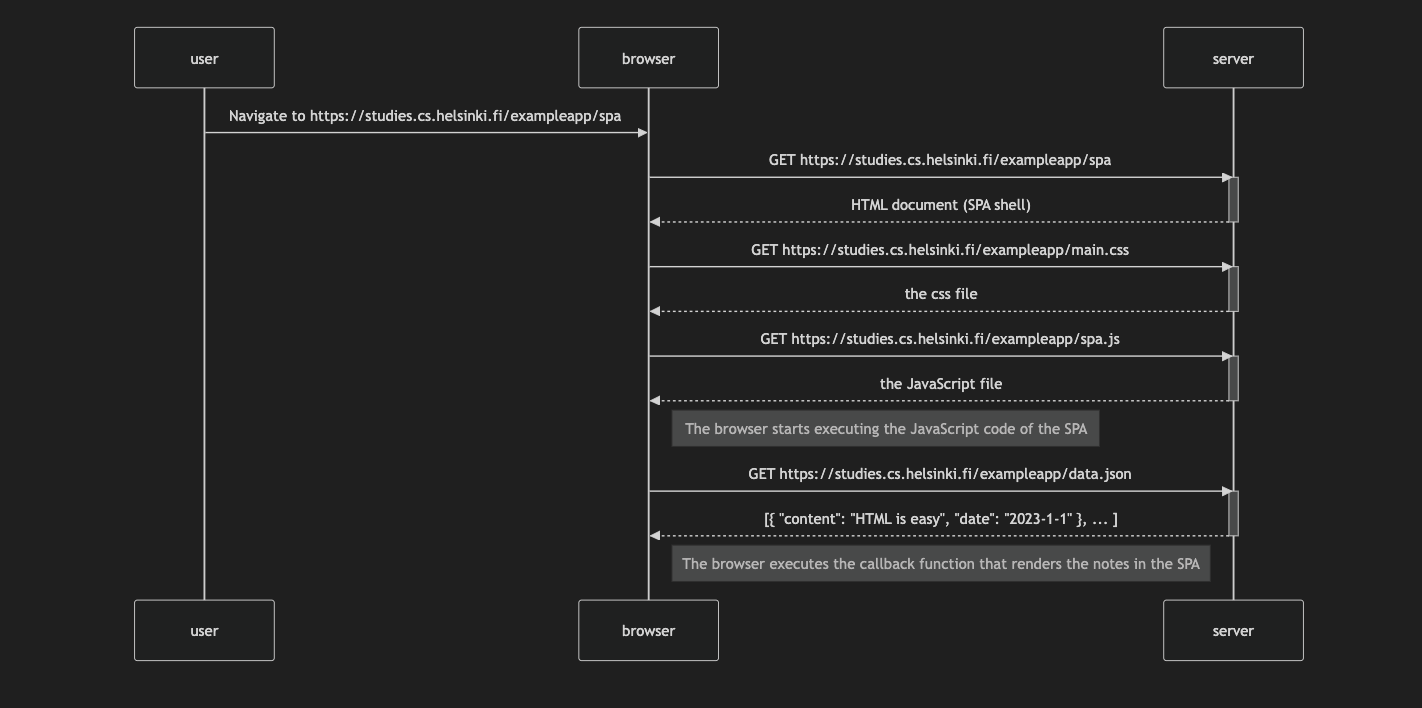 user
browser
server
Navigate to https://studies.cs.helsinki.fi/exampleapp/spa
GET https://studies.cs.helsinki.fi/exampleapp/spa
HTML document (SPA shell)
GET https://studies.cs.helsinki.fi/exampleapp/main.css
the css file
GET https://studies.cs.helsinki.fi/exampleapp/spa.js
the JavaScript file
The browser starts executing the JavaScript code of the SPA
GET https://studies.cs.helsinki.fi/exampleapp/data.json
[{ "content": "HTML is easy", "date": "2023-1-1" }, ... ]
The browser executes the callback function that renders the notes in the SPA
user
browser
server